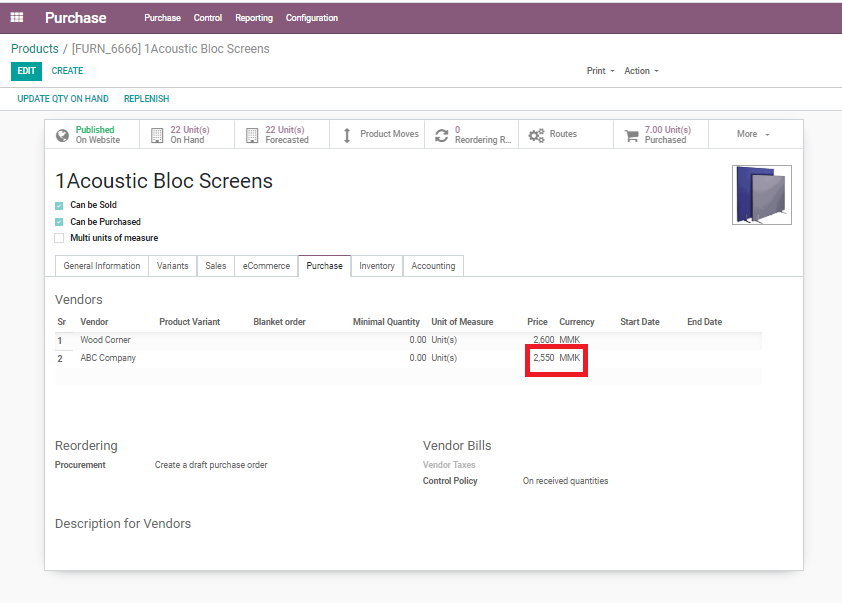 Purchase Purchase Control Reporting Configuration
Products / [FURN_6666] 1Acoustic Bloc Screens
EDIT CREATE Print Action
UPDATE QTY ON HAND REPLENISH
Published 22 Unit(s) 22 Unit(s) Product Moves 0 Routes 7.00 Unit(s) More
On Website On Hand Forecasted Reordering R... Purchased
1Acoustic Bloc Screens
Can be Sold
Can be Purchased
Multi units of measure
General Information Variants Sales eCommerce Purchase Inventory Accounting
Vendors
Sr Vendor Product Variant Blanket order Minimal Quantity Unit of Measure Price Currency Start Date End Date
1 Wood Corner 0.00 Unit(s) 2,600 MMK
2 ABC Company 0.00 Unit(s) 2,550 MMK
Reordering Vendor Bills
Procurement Create a draft purchase order Vendor Taxes
Control Policy On received quantities
Description for Vendors